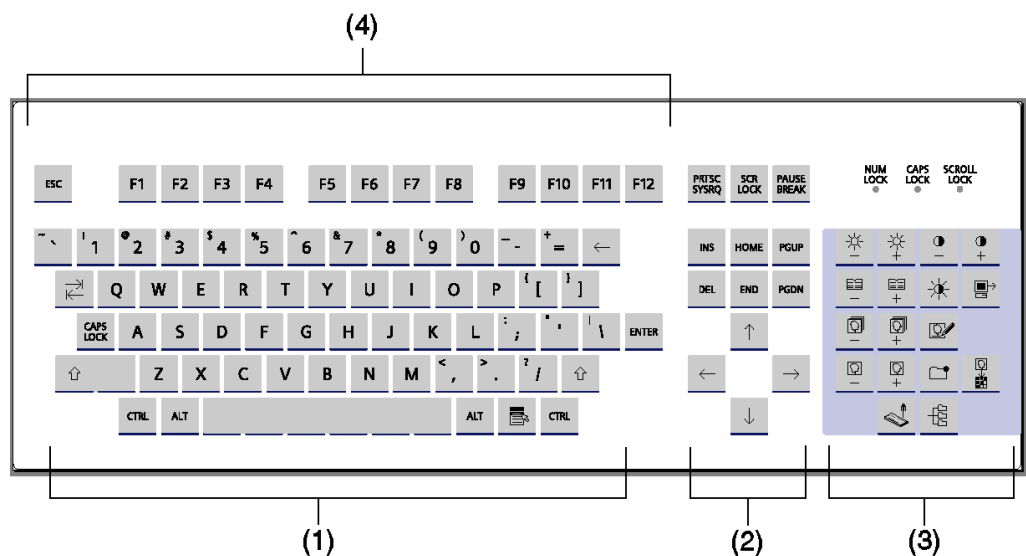 (4)
ESC F1 F2 F3 F4 F5 F6 F7 F8 F9 F10 F11 F12 PRTSC SYSRQ SCR LOCK PAUSE BREAK NUM LOCK CAPS LOCK SCROLL LOCK
~ ` ! 1 @ 2 # 3 $ 4 % 5 ^ 6 & 7 * 8 ( 9 ) 0 _ - + = ← INS HOME PGUP − + − +
Q W E R T Y U I O P { [ } ] DEL END PGDN − +
CAPS LOCK A S D F G H J K L : ; " ' | \ ENTER ↑
⇧ Z X C V B N M < , > . ? / ⇧ ← → − +
CTRL ALT ALT CTRL ↓
(1) (2) (3)